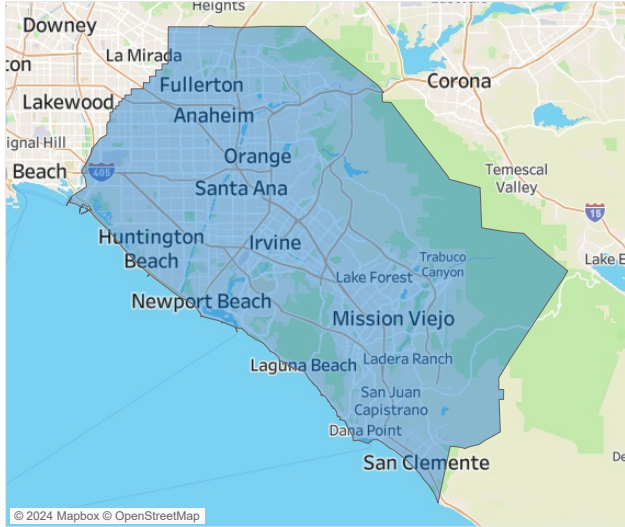 Heights
Downey
La Mirada
ton
Corona
Fullerton
Lakewood
Anaheim
ignal Hill
Orange
Beach
405
Temescal
Valley
Santa Ana
15
Huntington
Beach
Irvine
Trabuco
Canyon
Lake E
Lake Forest
Newport Beach
Mission Viejo
Laguna Beach
Ladera Ranch
San Juan
Capistrano
Dana Point
De
San Clemente
© 2024 Mapbox © OpenStreetMap